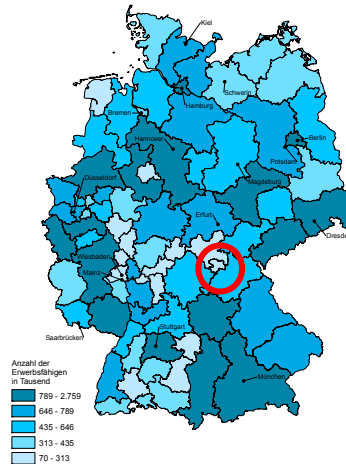 Kiel
Schwerin
Hamburg
Bremen
Hannover
Berlin
Potsdam
Magdeburg
Düsseldorf
Erfurt
Dresde
Wiesbaden
Mainz
Saarbrücken
Stuttgart
München
Anzahl der
Erwerbsfähigen
in Tausend
789 - 2.759
646 - 789
435 - 646
313 - 435
70 - 313